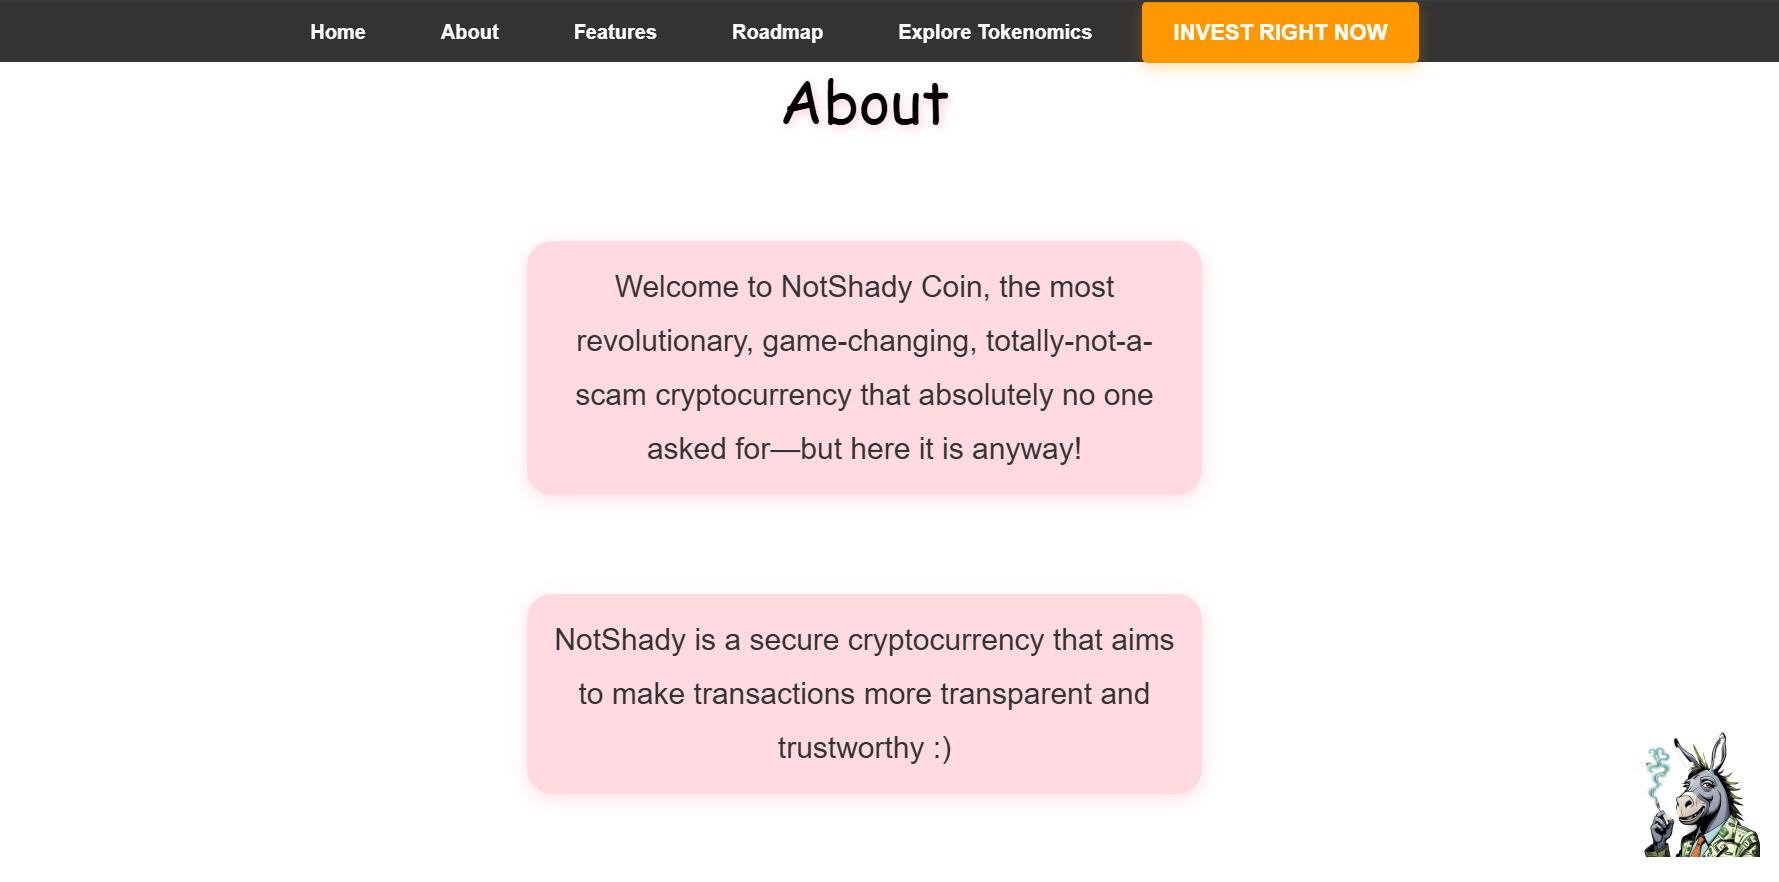 Home About Features Roadmap Explore Tokenomics INVEST RIGHT NOW
About
Welcome to NotShady Coin, the most
revolutionary, game-changing, totally-not-a-
scam cryptocurrency that absolutely no one
asked for—but here it is anyway!
NotShady is a secure cryptocurrency that aims
to make transactions more transparent and
trustworthy :)